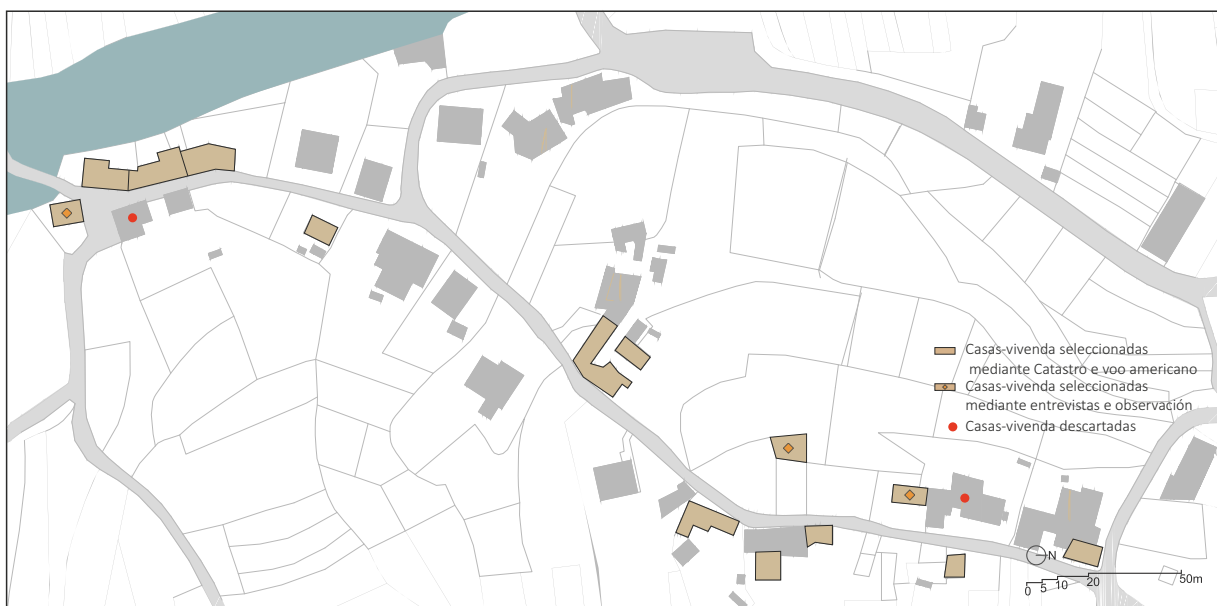 Casas-vivenda seleccionadas
mediante Catastro e voo americano
Casas-vivenda seleccionadas
mediante entrevistas e observación
Casas-vivenda descartadas
N
0 5 10 20 50m